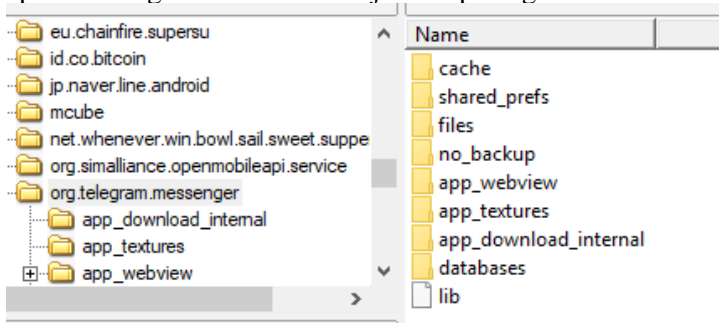 eu.chainfire.supersu
id.co.bitcoin
jp.naver.line.android
mcube
net.whenever.win.bowl.sail.sweet.suppe
org.simalliance.openmobileapi.service
org.telegram.messenger
app_download_internal
app_textures
app_webview
Name
cache
shared_prefs
files
no_backup
app_webview
app_textures
app_download_internal
databases
lib